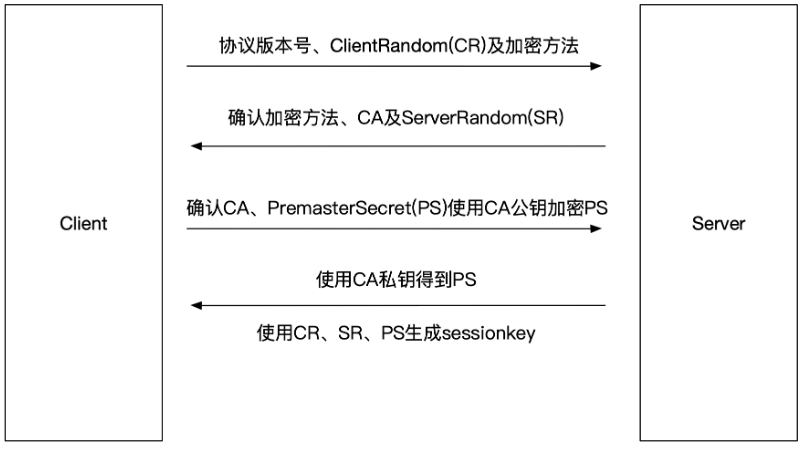 协议版本号、ClientRandom(CR)及加密方法
确认加密方法、CA及ServerRandom(SR)
确认CA、PremasterSecret(PS)使用CA公钥加密PS
Client
Server
使用CA私钥得到PS
使用CR、SR、PS生成sessionkey